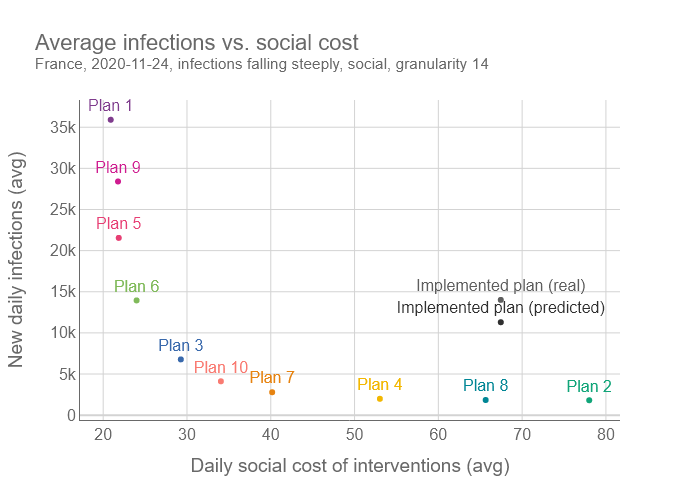 Average infections vs. social cost
France, 2020-11-24, infections falling steeply, social, granularity 14
New daily infections (avg)
35k
30k
25k
20k
15k
10k
5k
0
Plan 1
Plan 9
Plan 5
Plan 6
Implemented plan (real)
Implemented plan (predicted)
Plan 3
Plan 10
Plan 7
Plan 4
Plan 8
Plan 2
20
30
40
50
60
70
80
Daily social cost of interventions (avg)